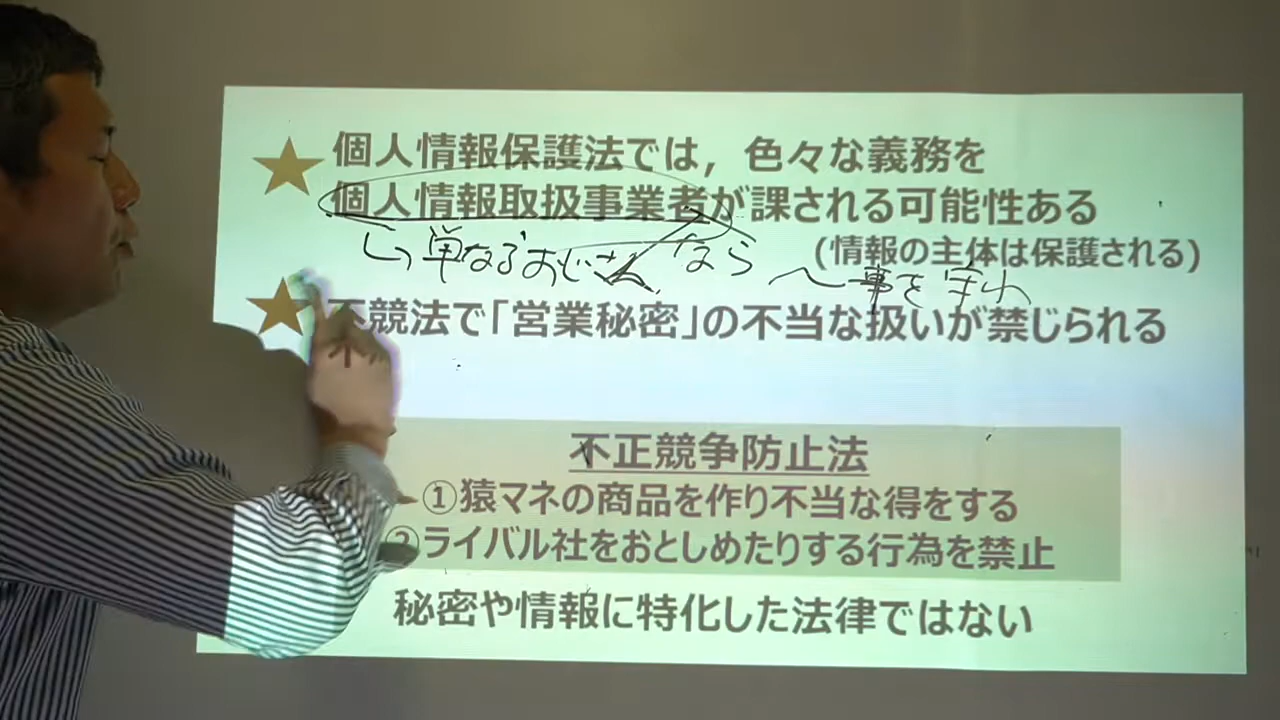 ★個人情報保護法では，色々な義務を
個人情報取扱事業者が課される可能性ある
単なるおじさんなら
(情報の主体は保護される)
〜事を守れ
★不競法で「営業秘密」の不当な扱いが禁じられる
不正競争防止法
①猿マネの商品を作り不当な得をする
②ライバル社をおとしめたりする行為を禁止
秘密や情報に特化した法律ではない